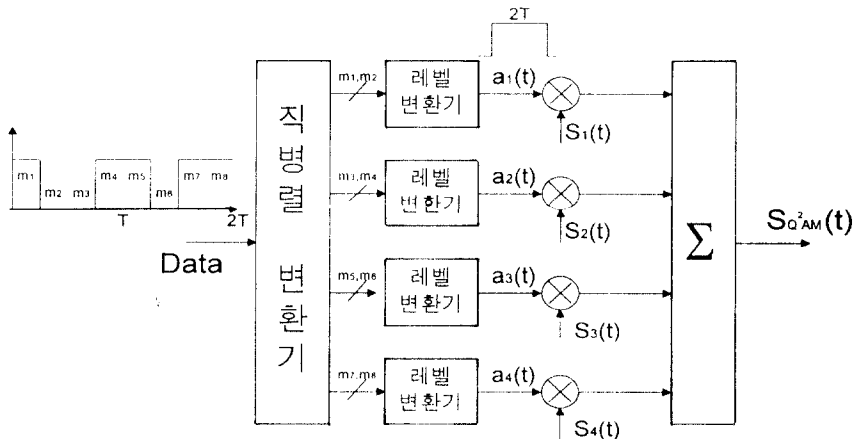 2T
m1
m2
m3
m4
m5
m6
m7
m8
T
2T
Data
직병렬
변환기
m1,m2
레벨
변환기
a1(t)
S1(t)
m3,m4
레벨
변환기
a2(t)
S2(t)
m5,m6
레벨
변환기
a3(t)
S3(t)
m7,m8
레벨
변환기
a4(t)
S4(t)
Σ
SQ²AM(t)